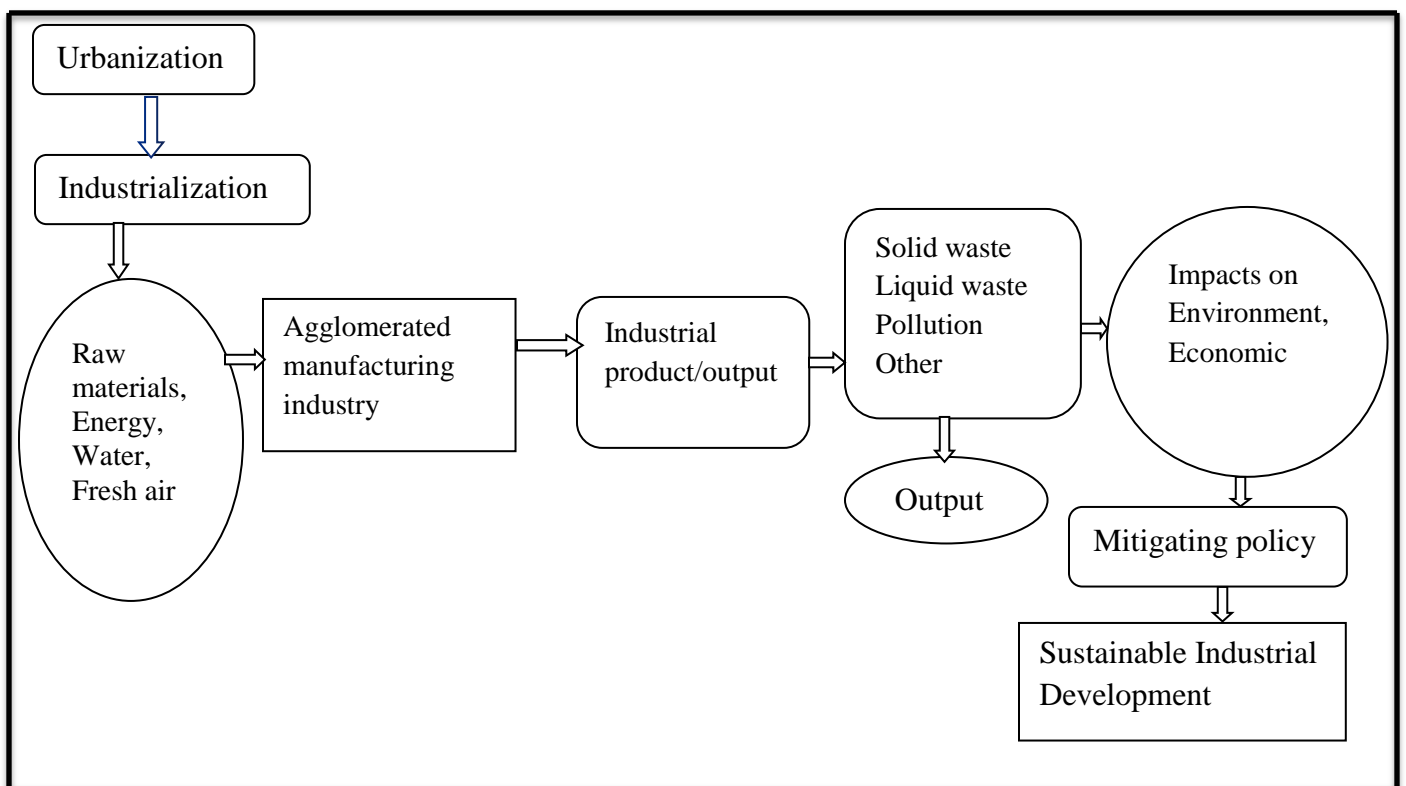 Urbanization
Industrialization
Raw
materials,
Energy,
Water,
Fresh air
Agglomerated
manufacturing
industry
Industrial
product/output
Solid waste
Liquid waste
Pollution
Other
Output
Impacts on
Environment,
Economic
Mitigating policy
Sustainable Industrial
Development